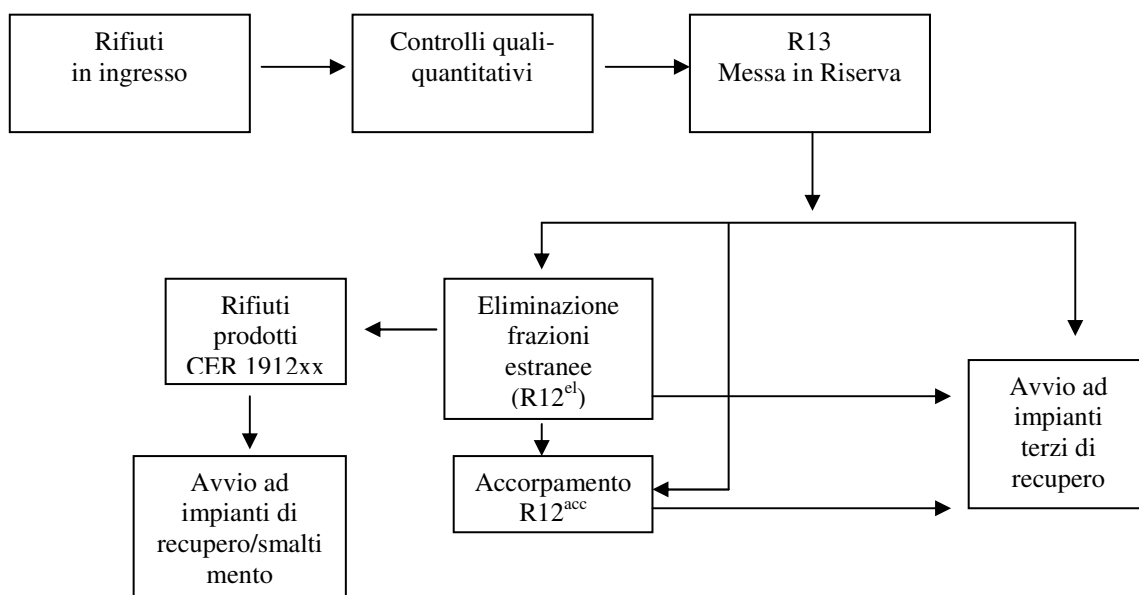 Rifiuti
in ingresso
Controlli quali-
quantitativi
R13
Messa in Riserva
Rifiuti
prodotti
CER 1912xx
Eliminazione
frazioni
estranee
(R12el)
Avvio ad
impianti
terzi di
recupero
Avvio ad
impianti di
recupero/smalti
mento
Accorpamento
R12acc